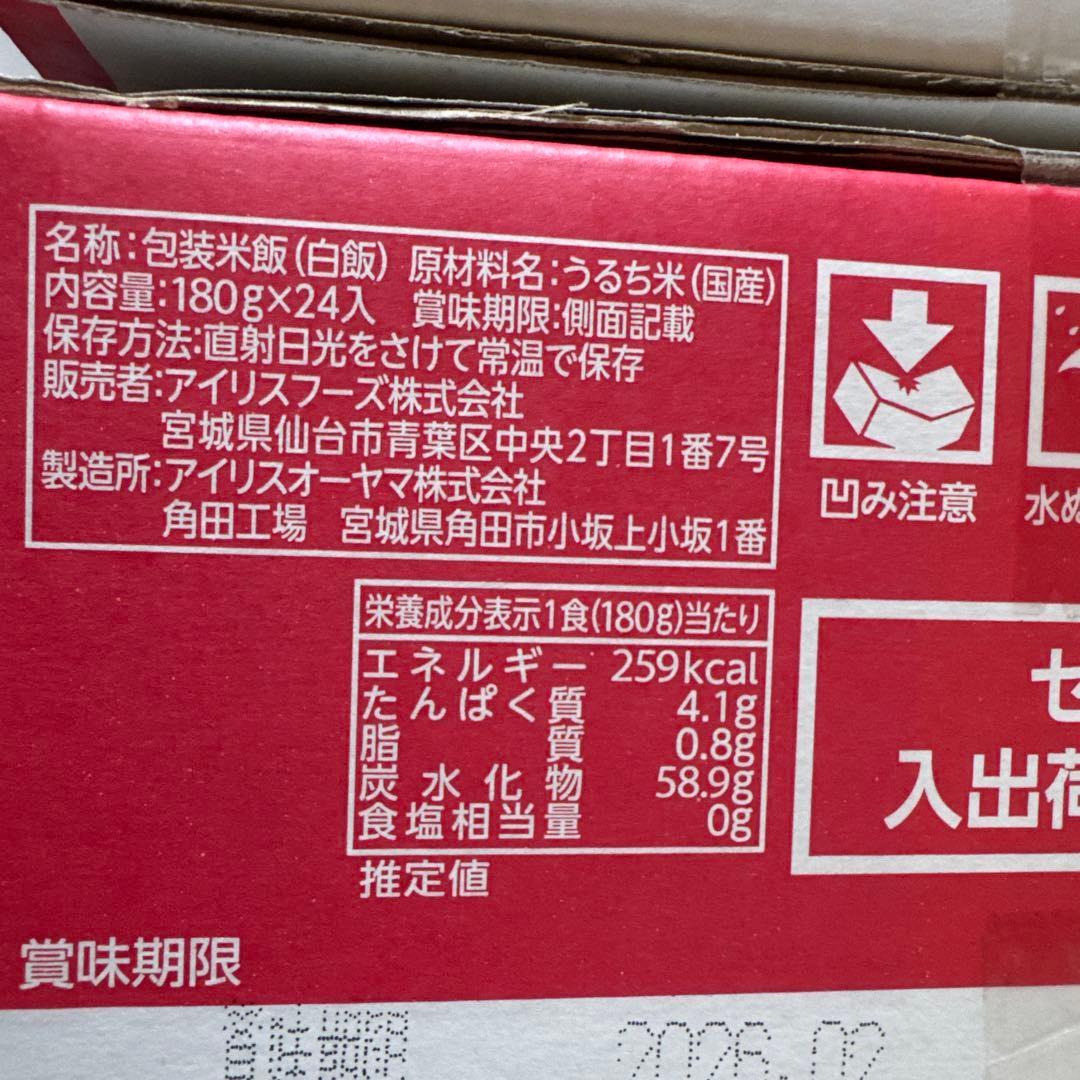 名称:包装米飯(白飯) 原材料名:うるち米(国産)
内容量:180g×24入 賞味期限:側面記載
保存方法:直射日光をさけて常温で保存
販売者:アイリスフーズ株式会社
宮城県仙台市青葉区中央2丁目1番7号
製造所:アイリスオーヤマ株式会社
角田工場 宮城県角田市小坂上小坂1番
凹み注意
水ぬ
栄養成分表示1食(180g)当たり
エネルギー 259kcal
たんぱく質 4.1g
脂質 0.8g
炭水化物 58.9g
食塩相当量 0g
推定値
セ
入出荷
賞味期限
賞味期限 2026.02